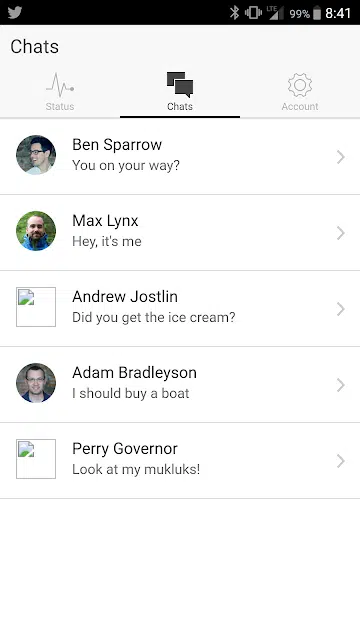 LTE 99% 8:41
Chats
Status Chats Account
Ben Sparrow
You on your way?
Max Lynx
Hey, it's me
Andrew Jostlin
Did you get the ice cream?
Adam Bradleyson
I should buy a boat
Perry Governor
Look at my mukluks!